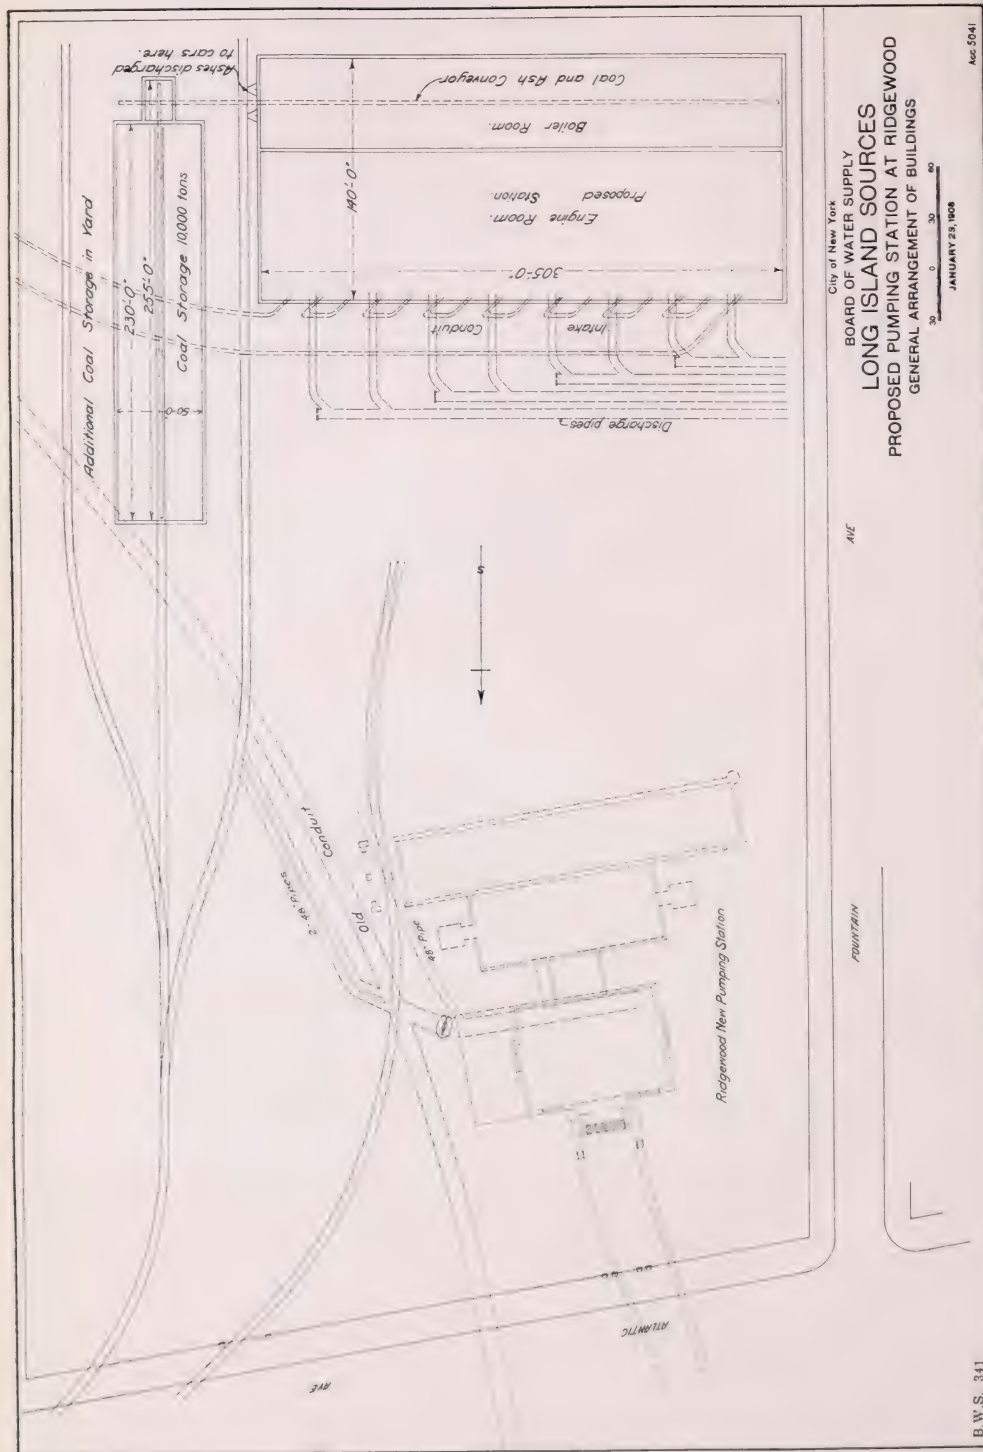 City of New York
BOARD OF WATER SUPPLY
LONG ISLAND SOURCES
PROPOSED PUMPING STATION AT RIDGEWOOD
GENERAL ARRANGEMENT OF BUILDINGS
30 0 30 60
JANUARY 29, 1908
Acc 5041
Ashes discharged
to cars here.
Additional Coal Storage in Yard
230'-0"
255'-0"
Coal Storage 10,000 tons
50'-0
Coal and Ash Conveyor
Boiler Room.
140'-0"
Proposed Station.
Engine Room.
305'-0"
Intake Conduit
Discharge pipes
S
2-48" Pipes
Old Conduit
48" Pipe
Ridgewood New Pumping Station
FOUNTAIN AVE
ATLANTIC AVE
B.W.S. 341